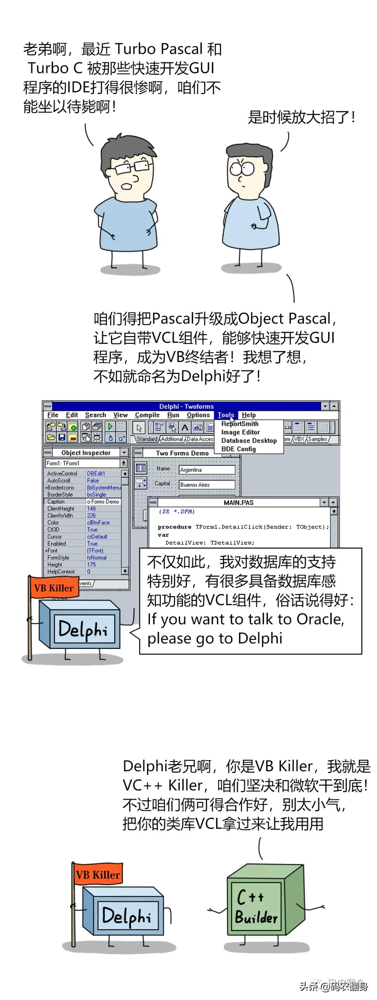 老弟啊，最近 Turbo Pascal 和
Turbo C 被那些快速开发GUI
程序的IDE打得很惨啊，咱们不
能坐以待毙啊！
是时候放大招了！
咱们得把Pascal升级成Object Pascal，
让它自带VCL组件，能够快速开发GUI
程序，成为VB终结者！我想了想，
不如就命名为Delphi好了！
Delphi - Twoforms
File Edit Search View Compile Run Options Tools Help
ReportSmith
Image Editor
Database Desktop
BDE Config
Standard Additional Data Access em VBX Samples
Object Inspector
Form1: TForm1
ActiveControl DBEdit1
AutoScroll False
+BorderIcons [biSystemMenu
BorderStyle bsSingle
Caption o Forms Demo
ClientHeight 148
ClientWidth 226
Color clBtnFace
Ctl3D True
Cursor crDefault
Enabled True
+Font (TFont)
FormStyle fsNormal
Height 175
HelpContext 0
vents
Two Forms Demo
Name Argentina
Capital Buenos Aires
MAIN.PAS
{$R *.DFM}
procedure TForm1.DetailClick(Sender: TObject);
var
DetailView: TDetailView;
不仅如此，我对数据库的支持
特别好，有很多具备数据库感
知功能的VCL组件，俗话说得好：
If you want to talk to Oracle,
please go to Delphi
VB Killer
Delphi
Delphi老兄啊，你是VB Killer，我就是
VC++ Killer，咱们坚决和微软干到底！
不过咱们俩可得合作好，别太小气，
把你的类库VCL拿过来让我用用
VB Killer
Delphi
C++
Builder
头条 @码农翻身